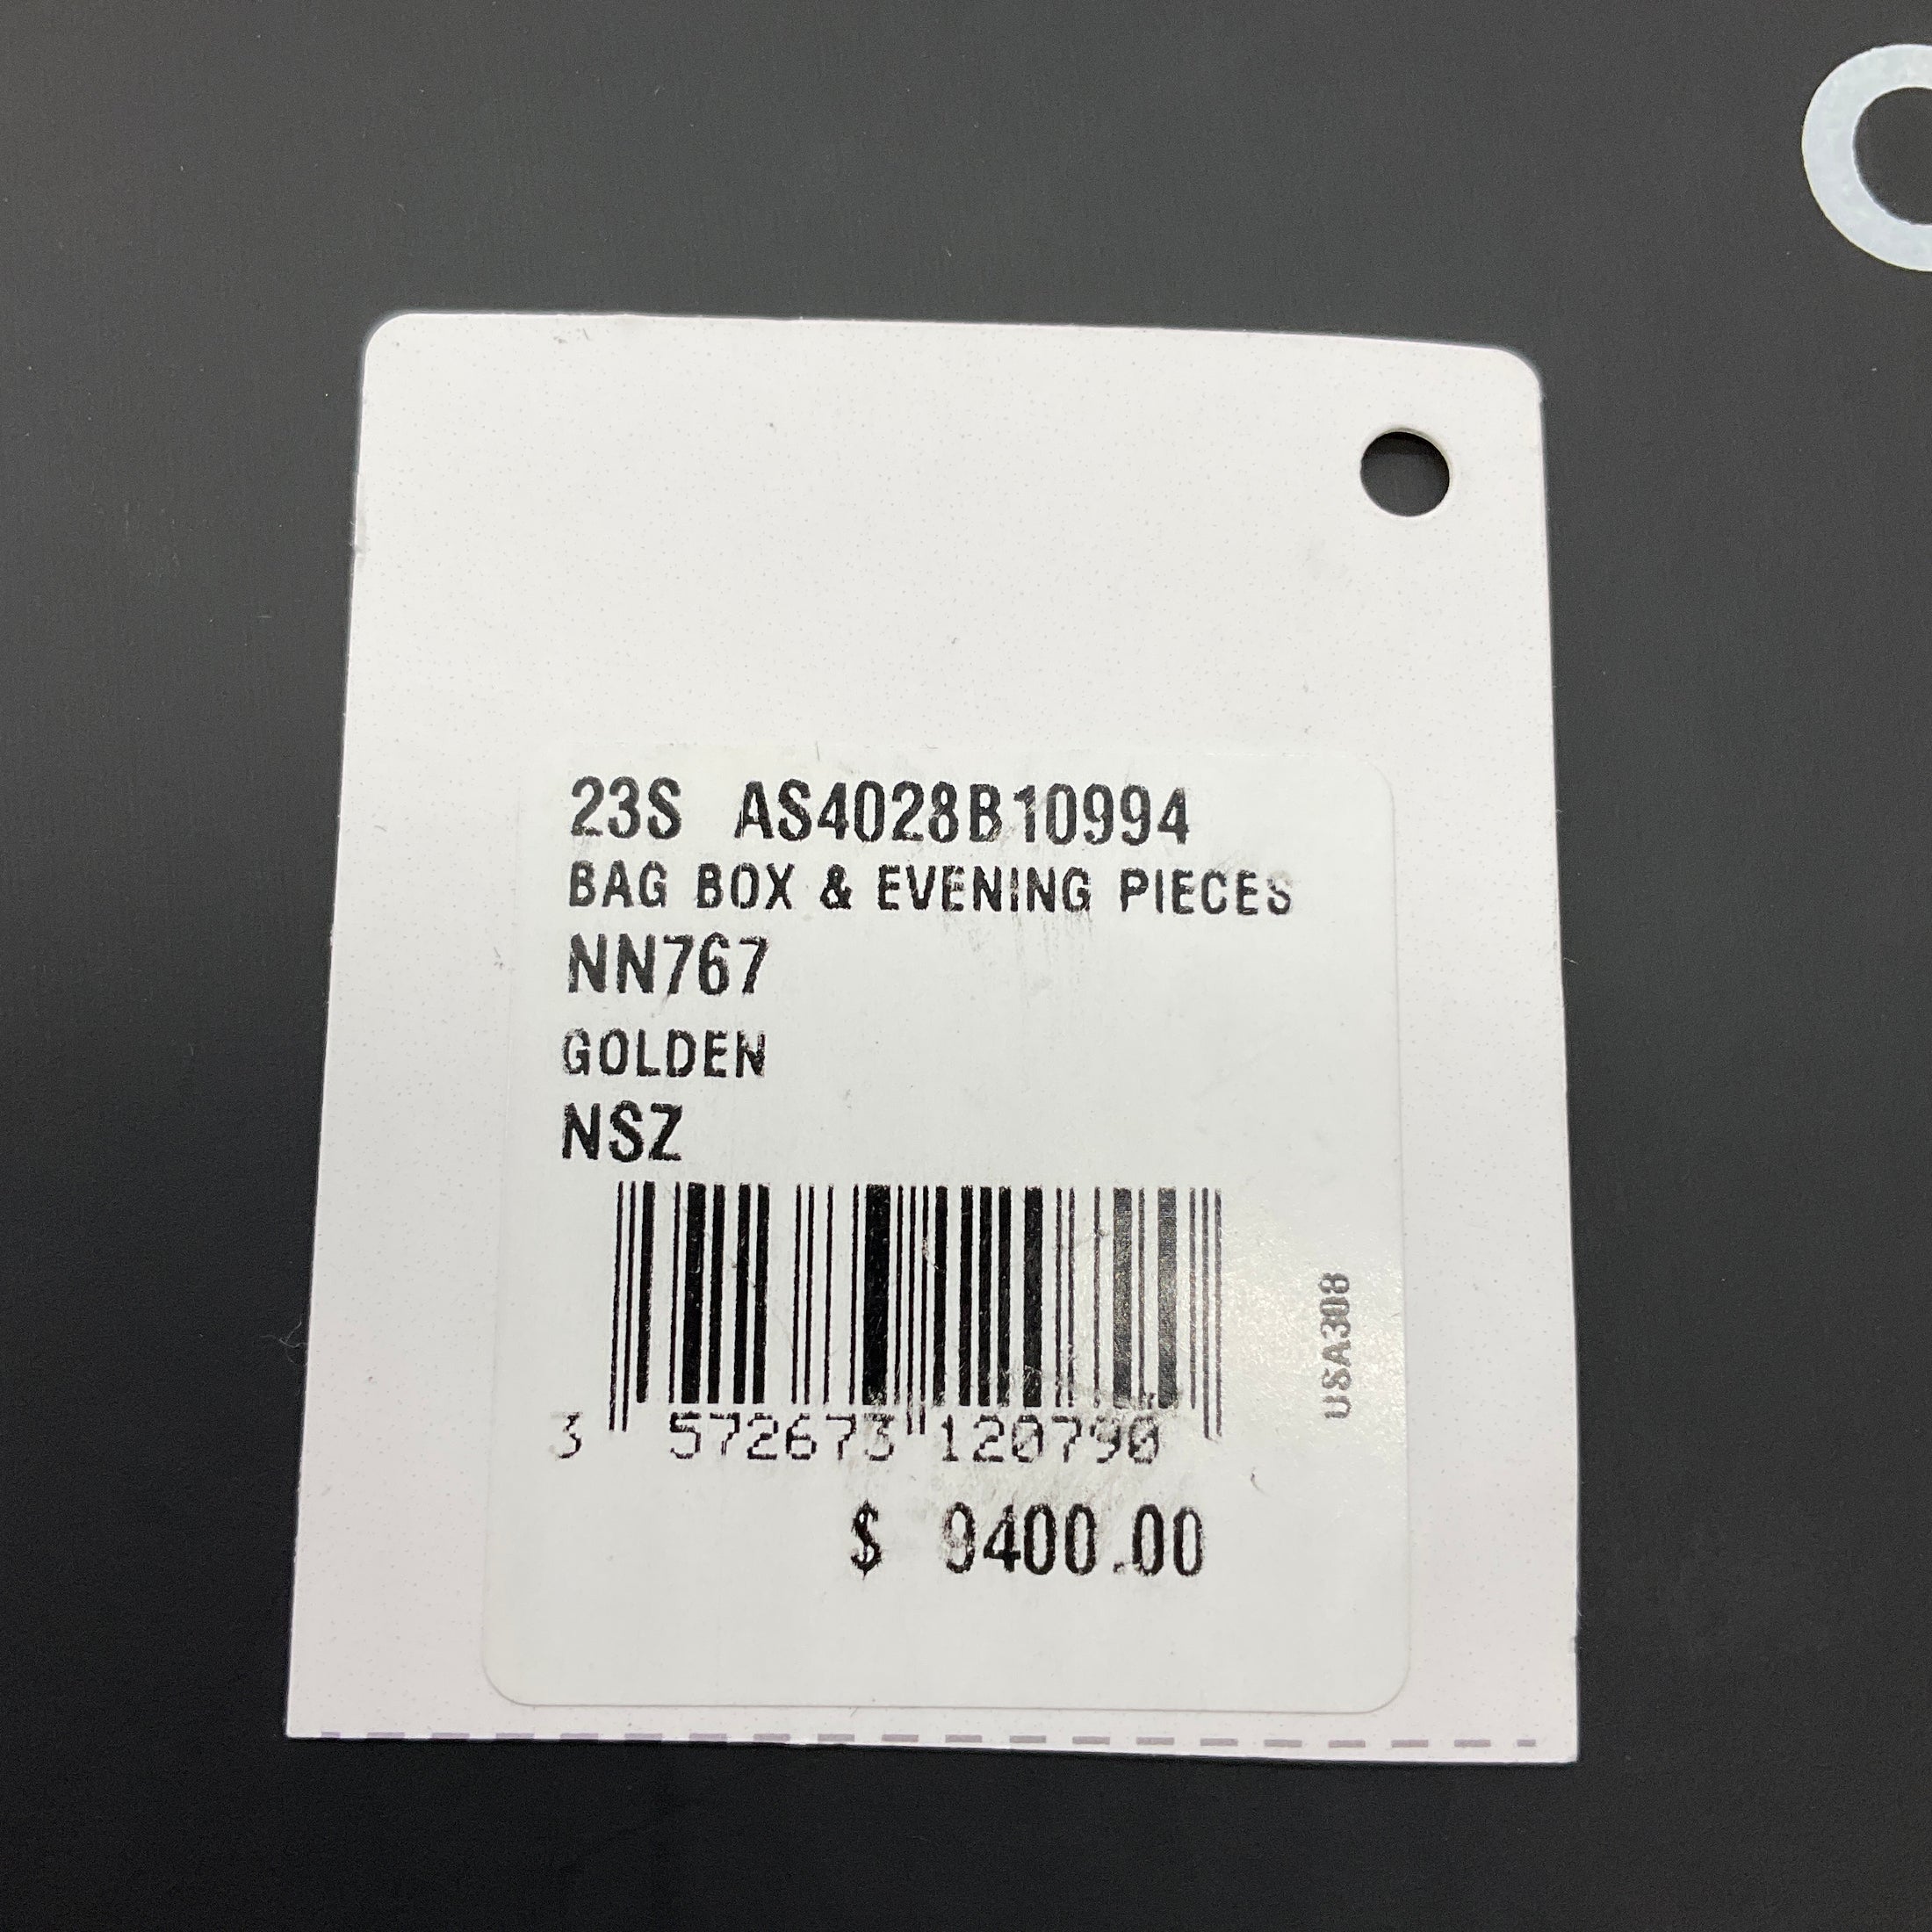 C
23S AS4028B10994
BAG BOX & EVENING PIECES
NN767
GOLDEN
NSZ
3 572673 120790
USA308
$ 9400.00